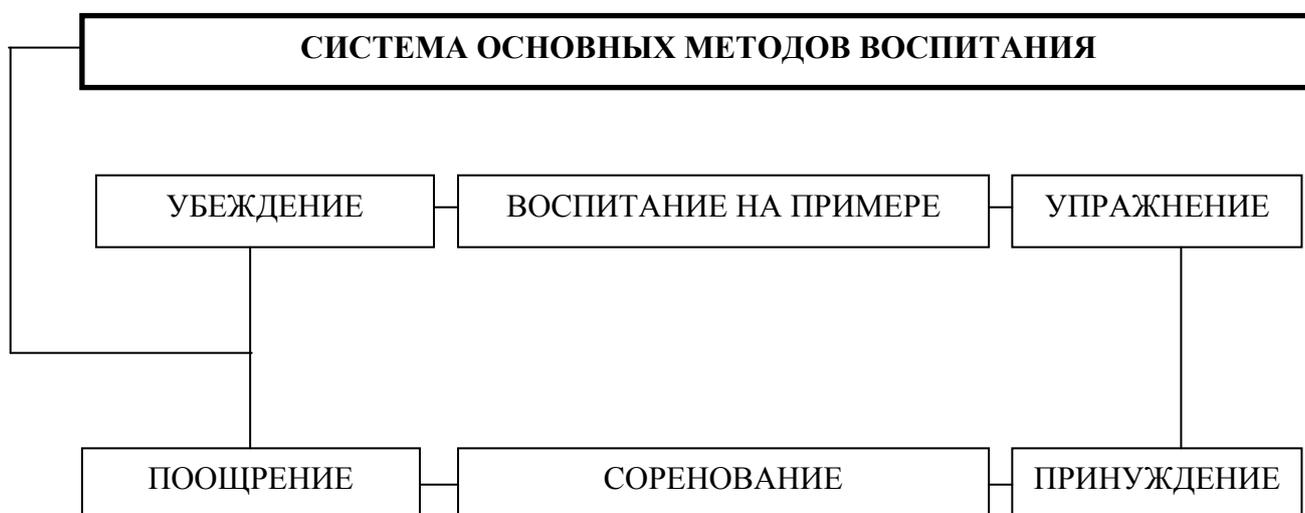 СИСТЕМА ОСНОВНЫХ МЕТОДОВ ВОСПИТАНИЯ
УБЕЖДЕНИЕ
ВОСПИТАНИЕ НА ПРИМЕРЕ
УПРАЖНЕНИЕ
ПООЩРЕНИЕ
СОРЕНОВАНИЕ
ПРИНУЖДЕНИЕ